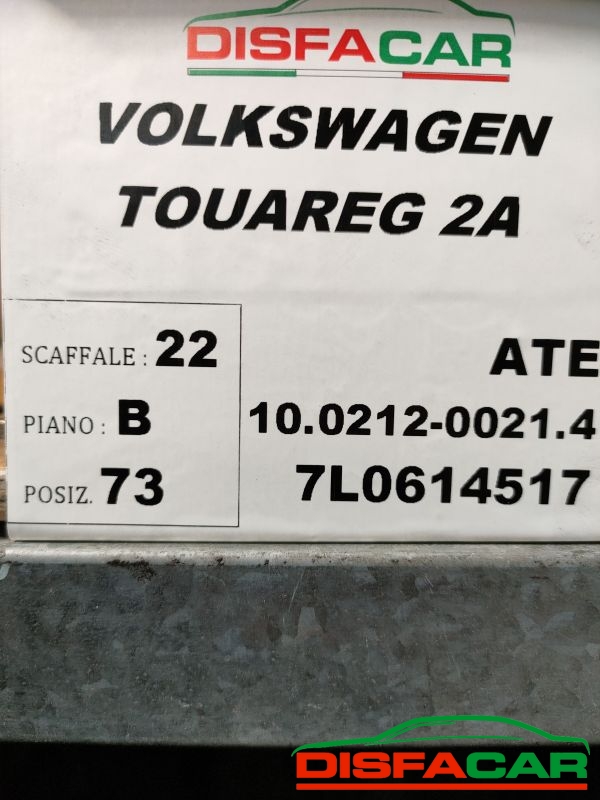 DISFACAR
VOLKSWAGEN
TOUAREG 2A
SCAFFALE : 22
PIANO : B
POSIZ. 73
ATE
10.0212-0021.4
7L0614517
DISFACAR